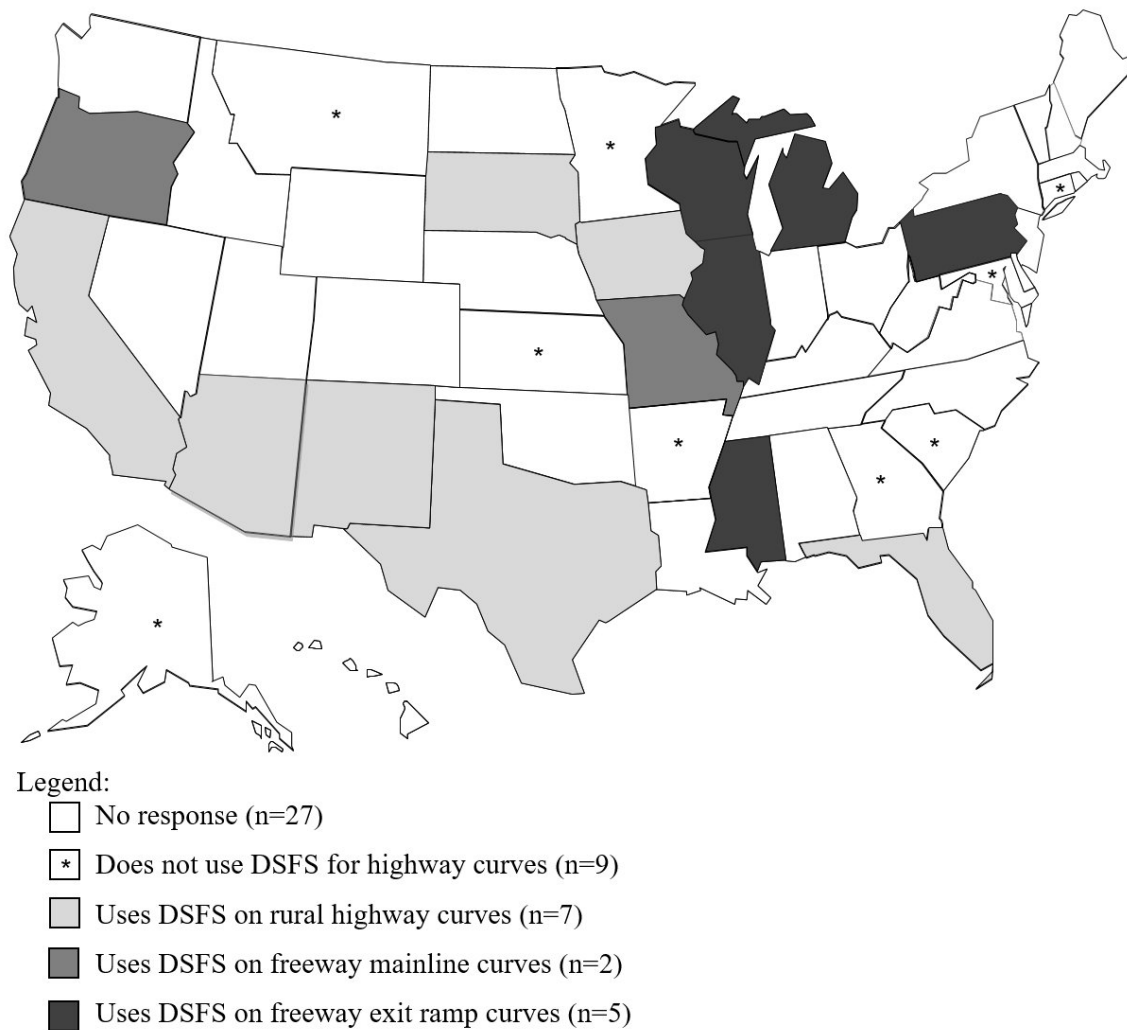 * 
*
*
*
*
*
*
*
*
Legend:
No response (n=27)
* Does not use DSFS for highway curves (n=9)
Uses DSFS on rural highway curves (n=7)
Uses DSFS on freeway mainline curves (n=2)
Uses DSFS on freeway exit ramp curves (n=5)